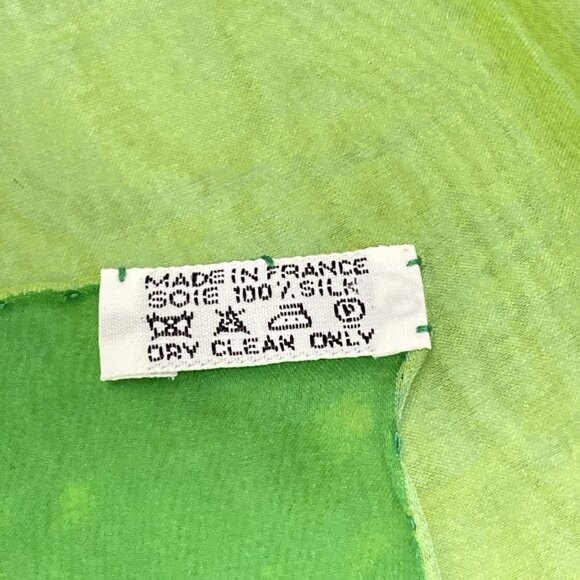 MADE IN FRANCE
SOIE 100% SILK
DRY CLEAN ONLY